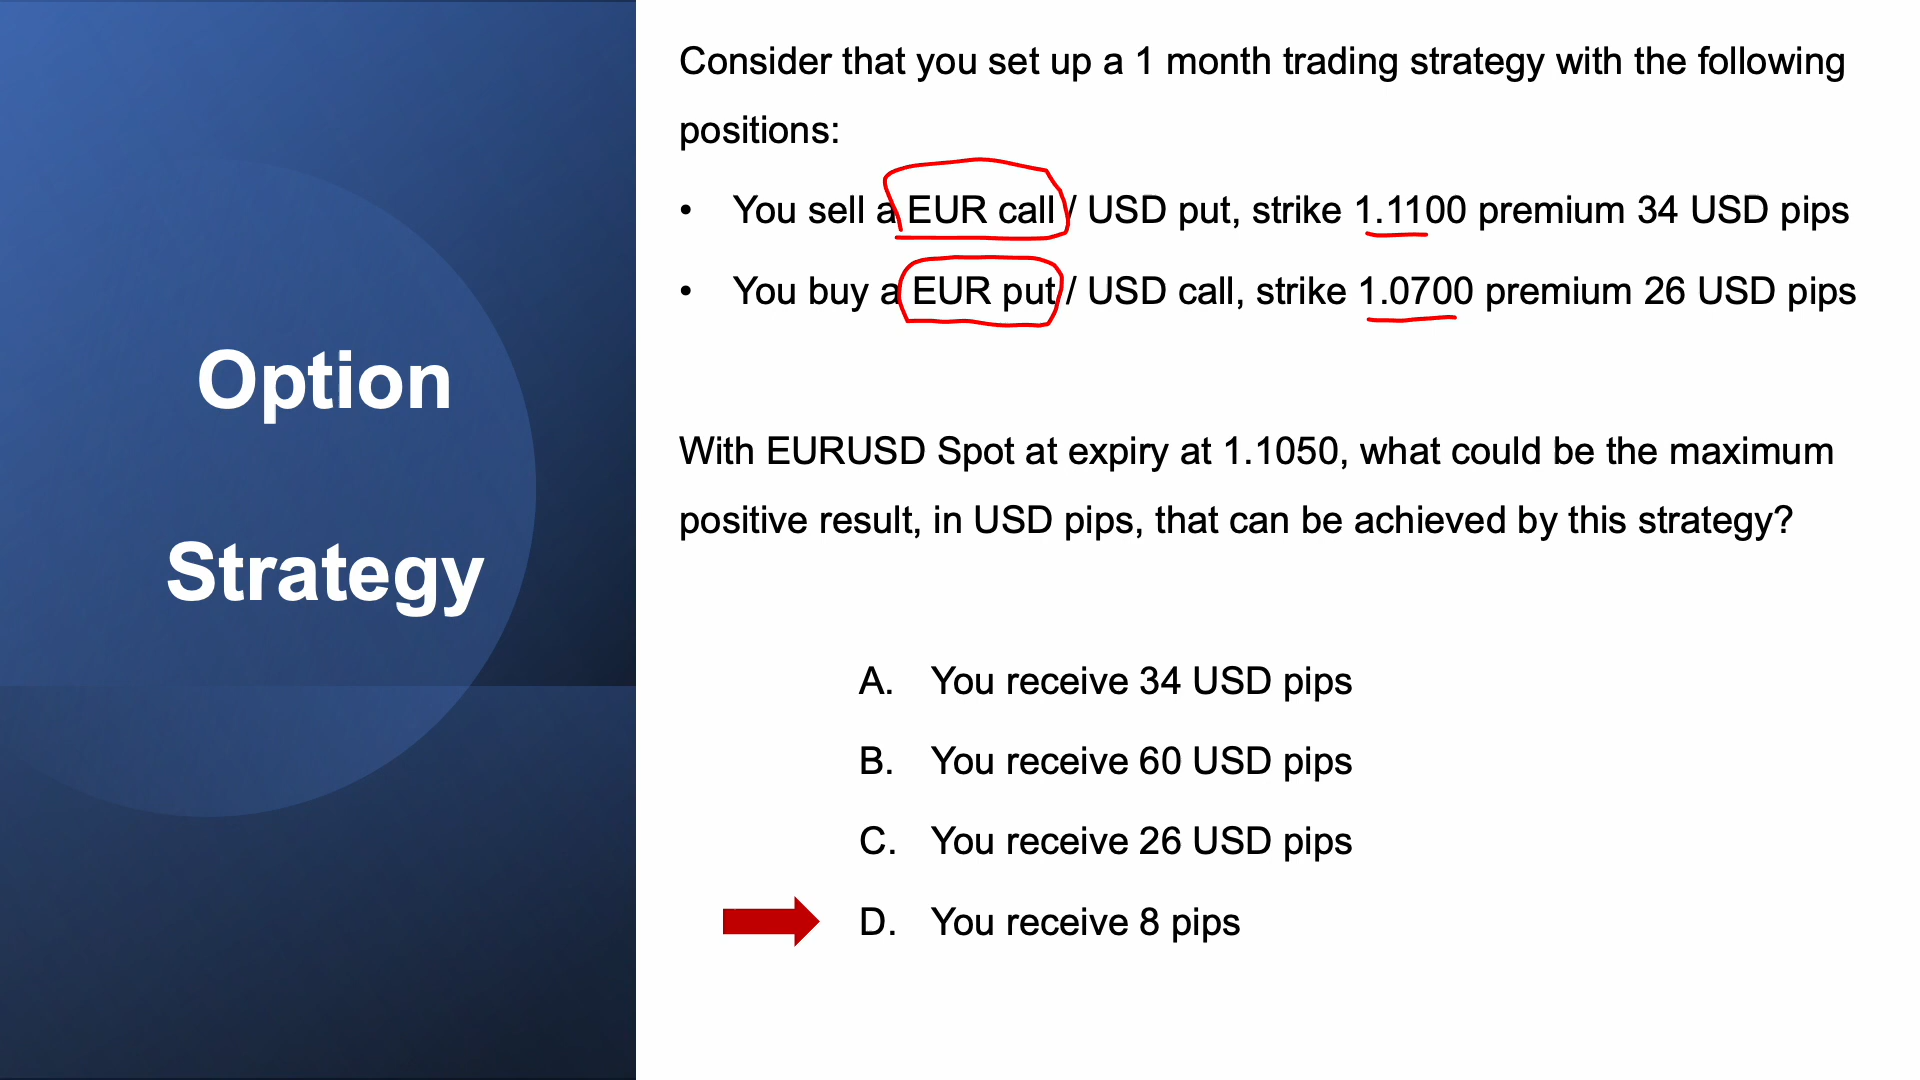 Option
Strategy
Consider that you set up a 1 month trading strategy with the following
positions:
• You sell a EUR call / USD put, strike 1.1100 premium 34 USD pips
• You buy a EUR put / USD call, strike 1.0700 premium 26 USD pips
With EURUSD Spot at expiry at 1.1050, what could be the maximum
positive result, in USD pips, that can be achieved by this strategy?
A. You receive 34 USD pips
B. You receive 60 USD pips
C. You receive 26 USD pips
D. You receive 8 pips